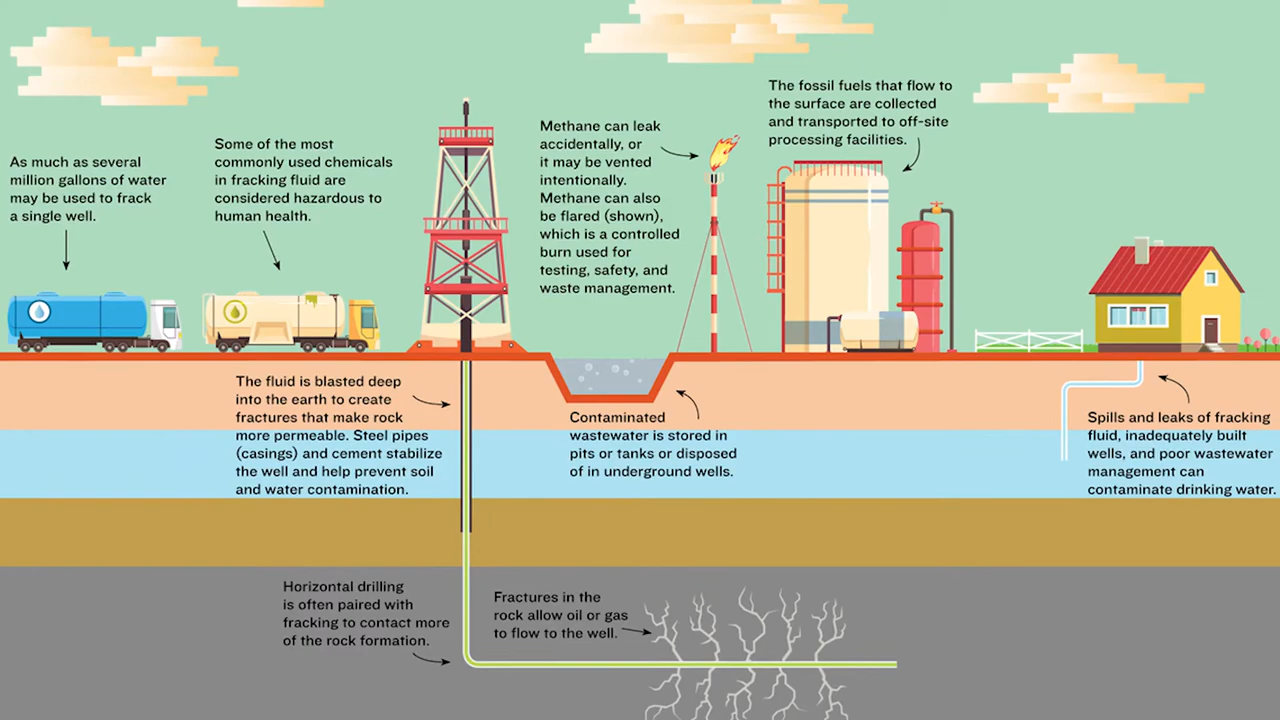 As much as several
million gallons of water
may be used to frack
a single well.
Some of the most
commonly used chemicals
in fracking fluid are
considered hazardous to
human health.
Methane can leak
accidentally, or
it may be vented
intentionally.
Methane can also
be flared (shown),
which is a controlled
burn used for
testing, safety, and
waste management.
The fossil fuels that flow to
the surface are collected
and transported to off-site
processing facilities.
The fluid is blasted deep
into the earth to create
fractures that make rock
more permeable. Steel pipes
(casings) and cement stabilize
the well and help prevent soil
and water contamination.
Contaminated
wastewater is stored in
pits or tanks or disposed
of in underground wells.
Spills and leaks of fracking
fluid, inadequately built
wells, and poor wastewater
management can
contaminate drinking water.
Horizontal drilling
is often paired with
fracking to contact more
of the rock formation.
Fractures in the
rock allow oil or gas
to flow to the well.